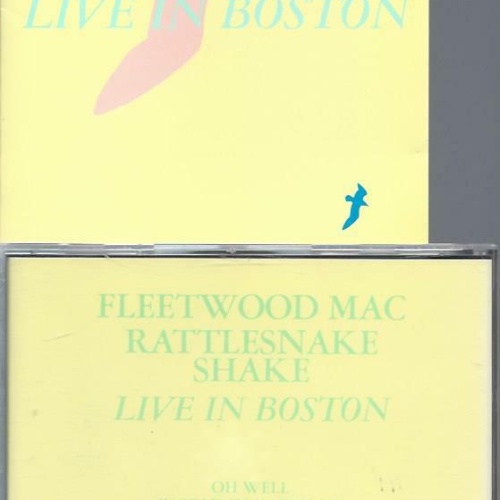 LIVE IN BOSTON
FLEETWOOD MAC
RATTLESNAKE
SHAKE
LIVE IN BOSTON
OH WELL